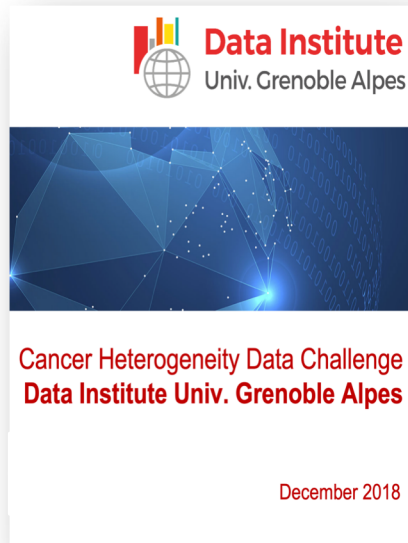 Data Institute
Univ. Grenoble Alpes
Cancer Heterogeneity Data Challenge
Data Institute Univ. Grenoble Alpes
December 2018